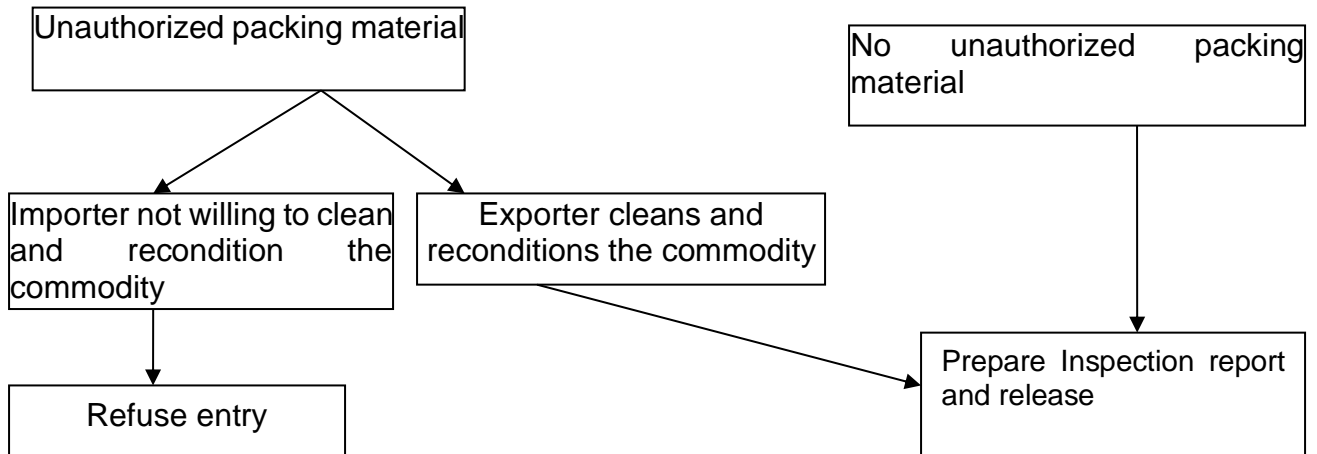 Unauthorized packing material
No unauthorized packing
material
Importer not willing to clean
and recondition the
commodity
Exporter cleans and
reconditions the commodity
Refuse entry
Prepare Inspection report
and release